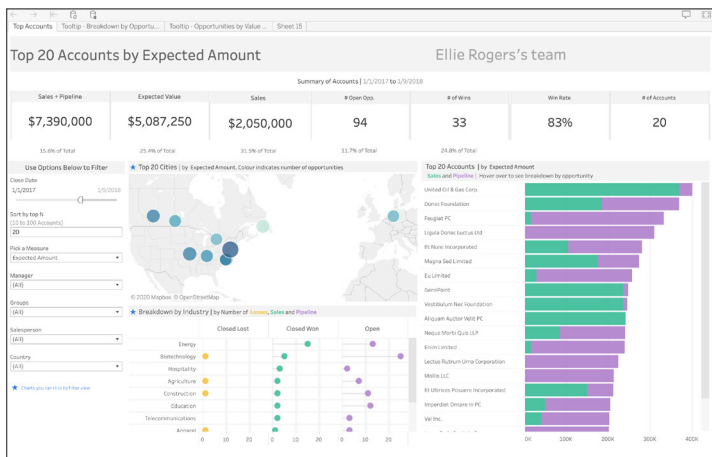 Top Accounts Tooltip - Breakdown by Opportu... Tooltip - Opportunities by Value ... Sheet 15
Top 20 Accounts by Expected Amount
Ellie Rogers's team
Summary of Accounts | 1/1/2017 to 1/9/2018
Sales + Pipeline Expected Value Sales # Open Opp. # of Wins Win Rate # of Accounts
$7,390,000 $5,087,250 $2,050,000 94 33 83% 20
15.6% of Total 25.4% of Total 31.5% of Total 11.7% of Total 24.8% of Total
Use Options Below to Filter
Close Date
1/1/2017 1/9/2018
Sort by top N
(10 to 100 Accounts)
20
Pick a Measure
Expected Amount
Manager
(All)
Groups
(All)
Salesperson
(All)
Country
(All)
Top 20 Cities | by Expected Amount, Colour indicates number of opportunities
© 2020 Mapbox © OpenStreetMap
Breakdown by Industry | by Number of Losses, Sales and Pipeline
Closed Lost Closed Won Open
Energy
Biotechnology
Hospitality
Agriculture
Construction
Education
Telecommunications
Apparel
0 10 20 0 10 20 0 10 20
Top 20 Accounts | by Expected Amount
Sales and Pipeline | Hover over to see breakdown by opportunity
United Oil & Gas Corp.
Donec Foundation
Feugiat PC
Ligula Donec Luctus Ltd
Et Nunc Incorporated
Magna Sed Limited
Eu Limited
GenePoint
Vestibulum Nec Foundation
Aliquam Auctor Velit PC
Neque Morbi Quis LLP
Enim Limited
Lectus Rutrum Urna Corporation
Mollis LLC
Et Ultrices Posuere Incorporated
Imperdiet Ornare In PC
Vel Inc.
0K 100K 200K 300K 400K